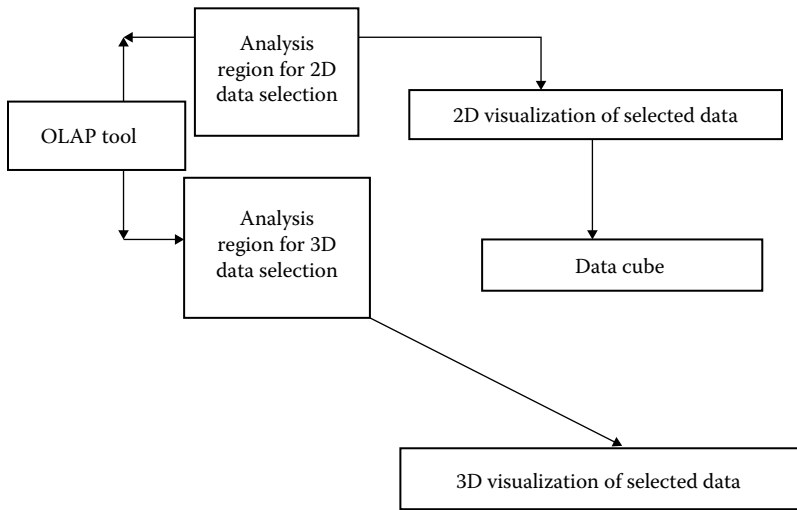 Analysis
region for 2D
data selection
OLAP tool
2D visualization of selected data
Analysis
region for 3D
data selection
Data cube
3D visualization of selected data